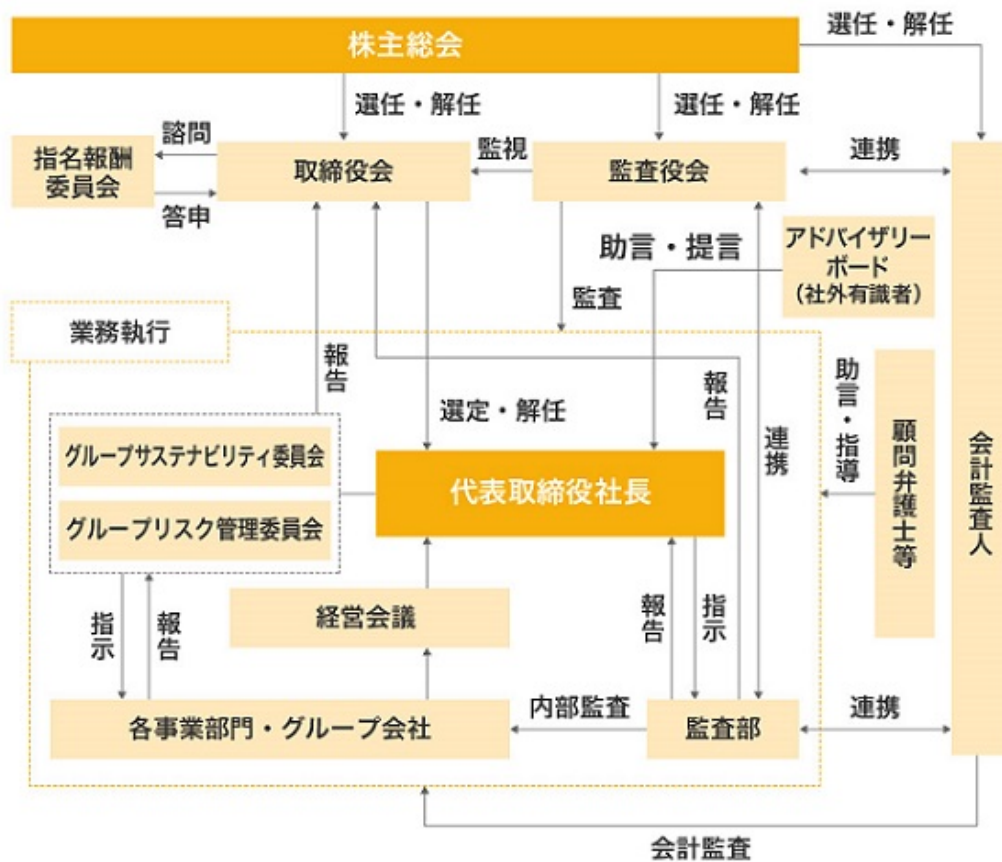 株主総会
選任・解任
選任・解任
選任・解任
指名報酬
委員会
諮問
答申
取締役会
監視
監査役会
連携
助言・提言
アドバイザリー
ボード
（社外有識者）
監査
業務執行
報告
選定・解任
報告
連携
助言・指導
顧問弁護士等
会計監査人
グループサステナビリティ委員会
グループリスク管理委員会
代表取締役社長
指示
報告
経営会議
報告
指示
各事業部門・グループ会社
内部監査
監査部
連携
会計監査